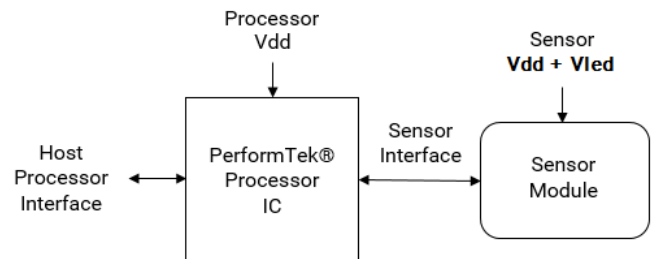 Processor
Vdd
Sensor
Vdd + Vled
Host
Processor
Interface
PerformTek®
Processor
IC
Sensor
Interface
Sensor
Module